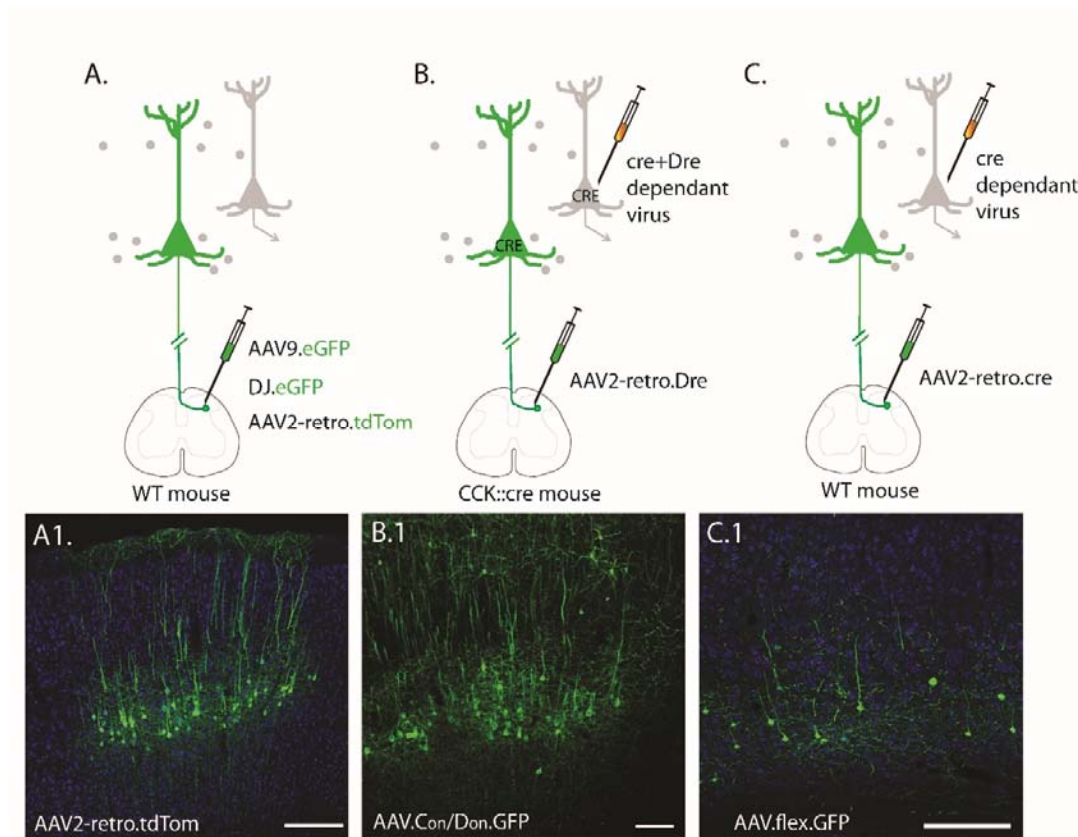 A.
AAV9.eGFP
DJ.eGFP
AAV2-retro.tdTom
WT mouse
B.
CRE
cre+Dre
dependant
virus
CRE
AAV2-retro.Dre
CCK::cre mouse
C.
cre
dependant
virus
AAV2-retro.cre
WT mouse
A1.
AAV2-retro.tdTom
B.1
AAV.Con/Don.GFP
C.1
AAV.flex.GFP